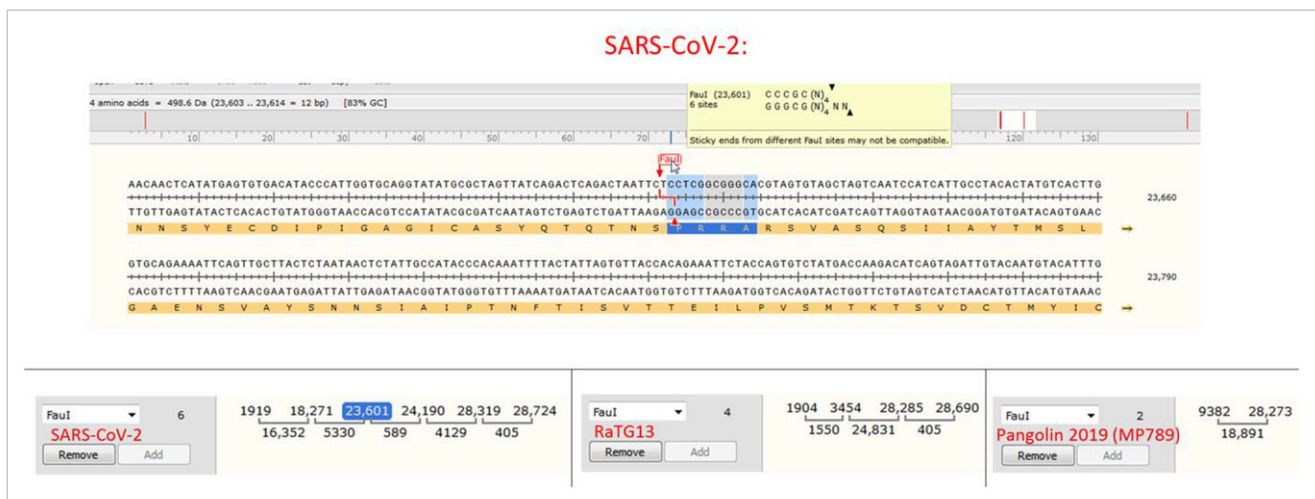 SARS-CoV-2:
4 amino acids = 498.6 Da (23,603 .. 23,614 = 12 bp) [83% GC]
FauI (23,601) C C C G C (N)4
6 sites G G G C G (N)4 N N
Sticky ends from different FauI sites may not be compatible.
10 20 30 40 50 60 70 110 120 130
FauI
AACAACTCATATGAGTGTGACATACCCATTGGTGCAGGTATATGCGCTAGTTATCAGACTCAGACTAATTCTCCTCGGCGGGCACGTAGTGTAGCTAGTCAATCCATCATTGCCTACACTATGTCACTTG
23,660
TTGTTGAGTATACTCACACTGTATGGGTAACCACGTCCATATACGCGATCAATAGTCTGAGTCTGATTAAGAGGAGCCGCCCGTGCATCACATCGATCAGTTAGGTAGTAACGGATGTGATACAGTGAAC
N N S Y E C D I P I G A G I C A S Y Q T Q T N S P R R A R S V A S Q S I I A Y T M S L
GTGCAGAAAATTCAGTTGCTTACTCTAATAACTCTATTGCCATACCCACAAATTTTACTATTAGTGTTACCACAGAAATTCTACCAGTGTCTATGACCAAGACATCAGTAGATTGTACAATGTACATTTG
23,790
CACGTCTTTTAAGTCAACGAATGAGATTATTGAGATAACGGTATGGGTGTTTAAAATGATAATCACAATGGTGTCTTTAAGATGGTCACAGATACTGGTTCTGTAGTCATCTAACATGTTACATGTAAAC
G A E N S V A Y S N N S I A I P T N F T I S V T T E I L P V S M T K T S V D C T M Y I C
FauI 6
SARS-CoV-2
Remove Add
1919 18,271 23,601 24,190 28,319 28,724
16,352 5330 589 4129 405
FauI 4
RaTG13
Remove Add
1904 3454 28,285 28,690
1550 24,831 405
FauI 2
Pangolin 2019 (MP789)
Remove Add
9382 28,273
18,891